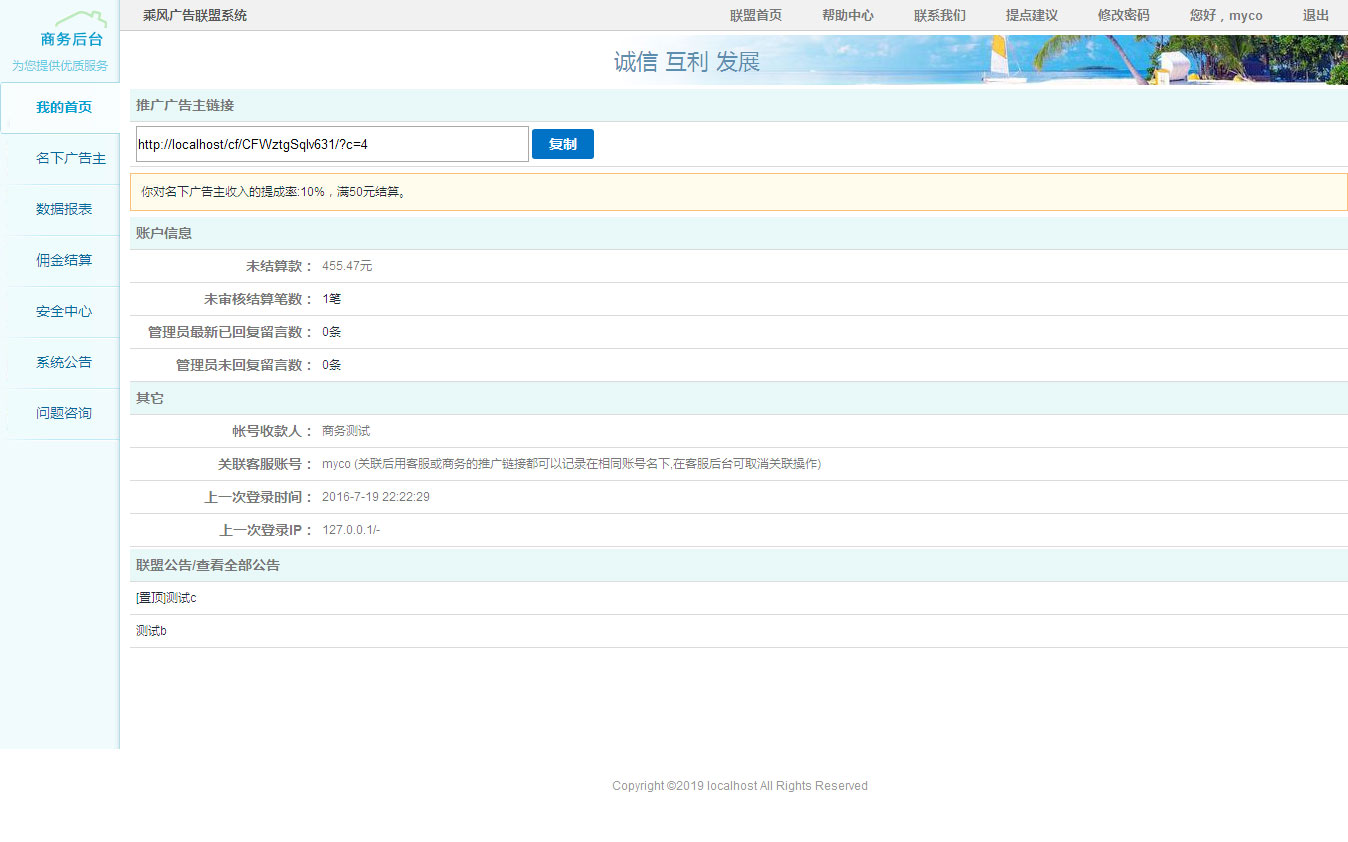 商务后台
为您提供优质服务
乘风广告联盟系统 联盟首页 帮助中心 联系我们 提点建议 修改密码 您好，myco 退出
诚信 互利 发展
我的首页
名下广告主
数据报表
佣金结算
安全中心
系统公告
问题咨询
推广广告主链接
http://localhost/cf/CFWztgSqlv631/?c=4 复制
你对名下广告主收入的提成率:10%，满50元结算。
账户信息
未结算款： 455.47元
未审核结算笔数： 1笔
管理员最新已回复留言数： 0条
管理员未回复留言数： 0条
其它
帐号收款人： 商务测试
关联客服账号： myco (关联后用客服或商务的推广链接都可以记录在相同账号名下,在客服后台可取消关联操作)
上一次登录时间： 2016-7-19 22:22:29
上一次登录IP： 127.0.0.1/-
联盟公告/查看全部公告
[置顶]测试c
测试b
Copyright ©2019 localhost All Rights Reserved